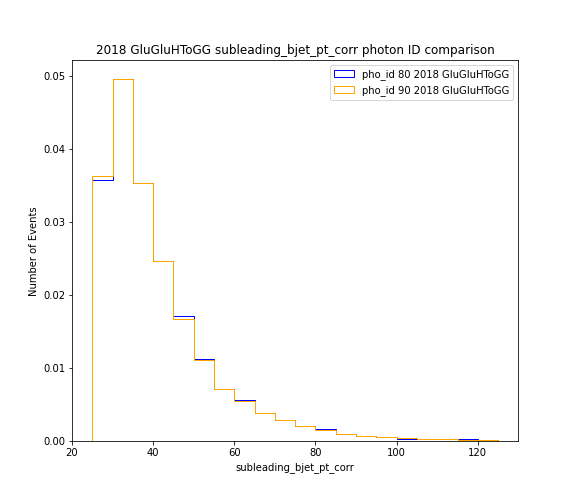 2018 GluGluHToGG subleading_bjet_pt_corr photon ID comparison
pho_id 80 2018 GluGluHToGG
pho_id 90 2018 GluGluHToGG
Number of Events
0.05
0.04
0.03
0.02
0.01
0.00
20 40 60 80 100 120
subleading_bjet_pt_corr